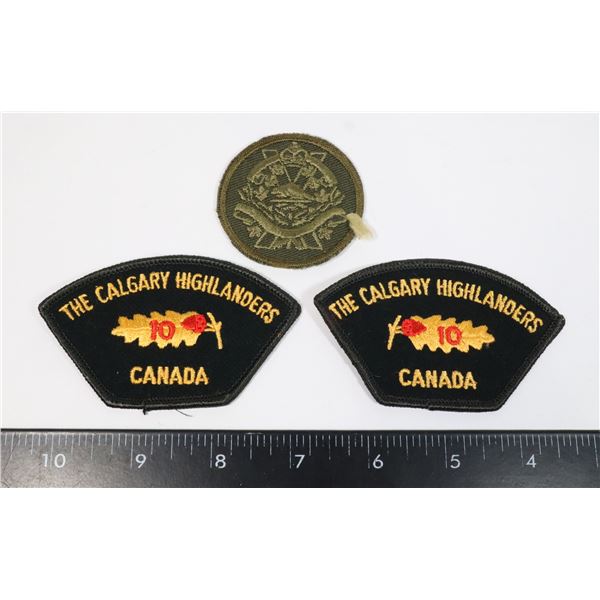 THE CALGARY HIGHLANDERS
10
CANADA
THE CALGARY HIGHLANDERS
10
CANADA
10 9 8 7 6 5 4